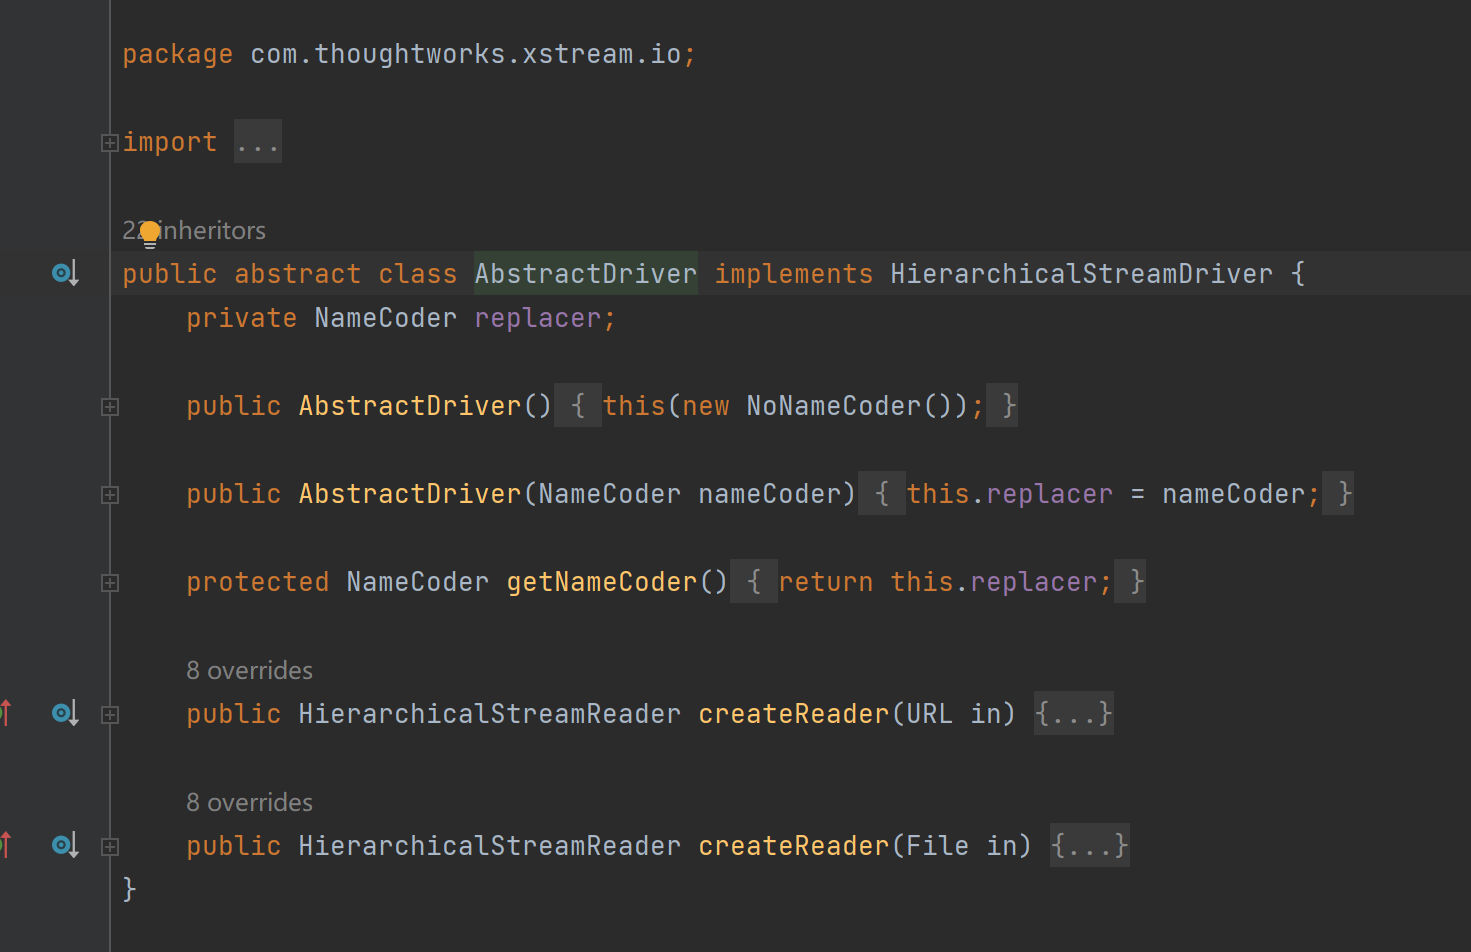 package com.thoughtworks.xstream.io;
import ...
22 inheritors
public abstract class AbstractDriver implements HierarchicalStreamDriver {
private NameCoder replacer;
public AbstractDriver() { this(new NoNameCoder()); }
public AbstractDriver(NameCoder nameCoder) { this.replacer = nameCoder; }
protected NameCoder getNameCoder() { return this.replacer; }
8 overrides
public HierarchicalStreamReader createReader(URL in) {...}
8 overrides
public HierarchicalStreamReader createReader(File in) {...}
}